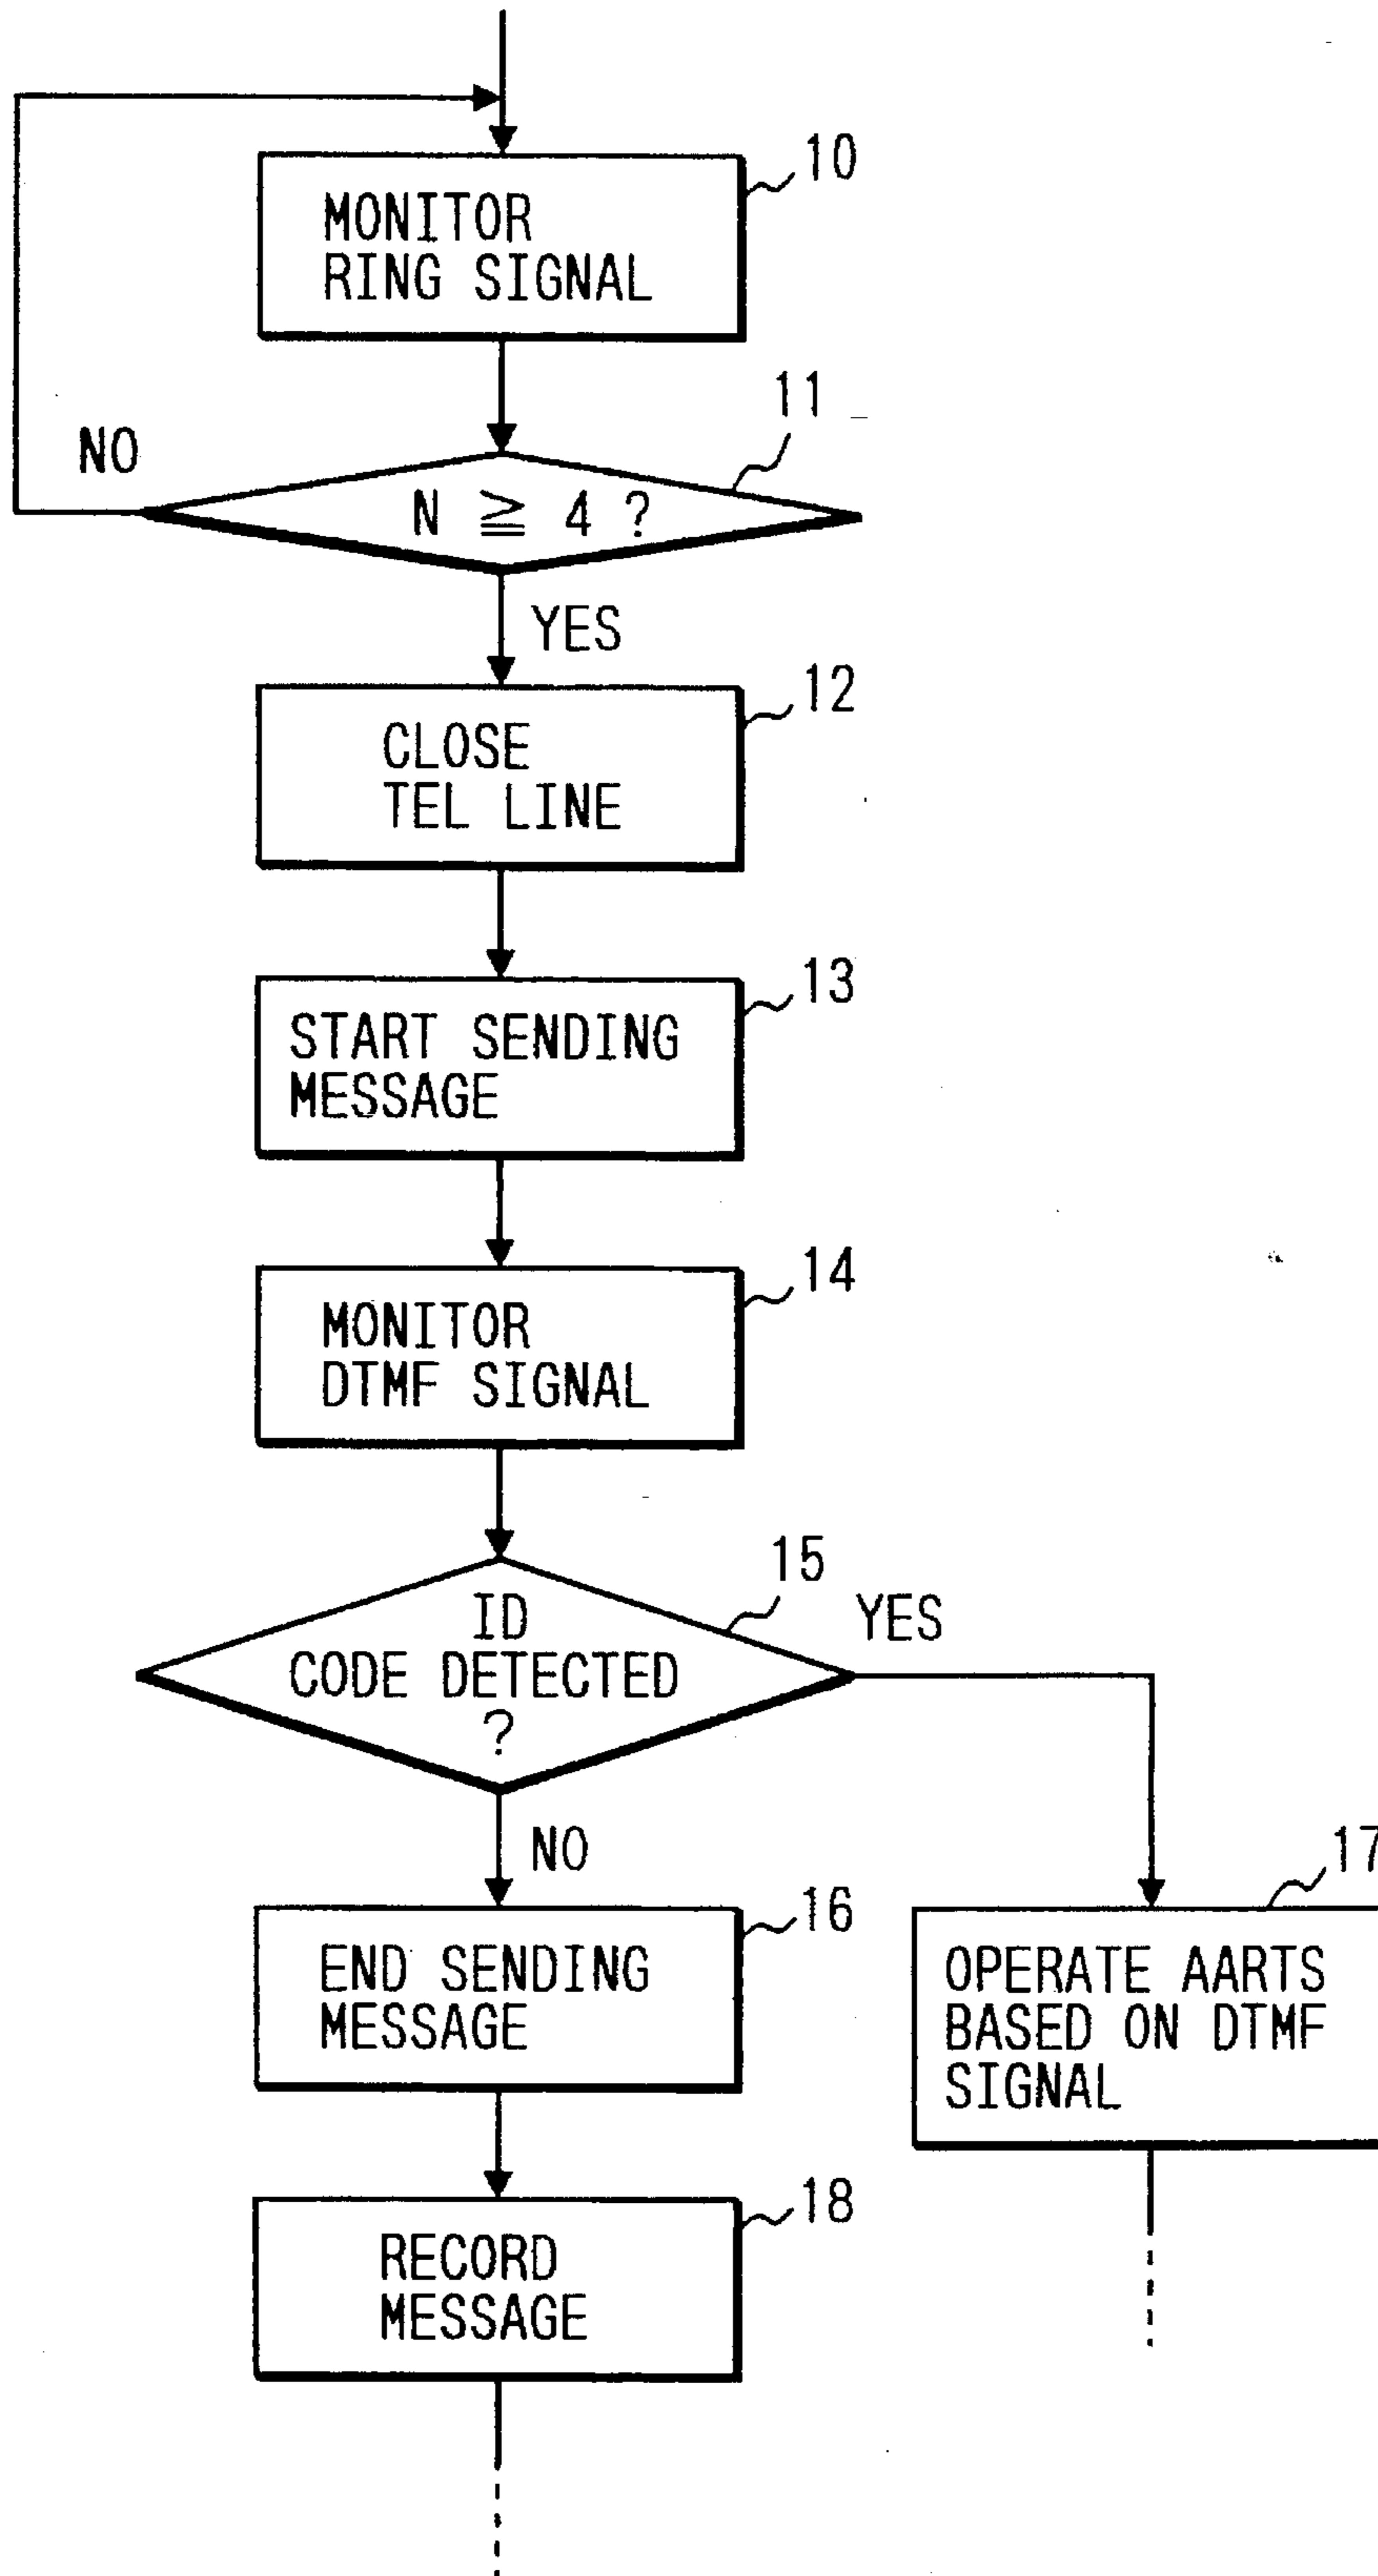 10
MONITOR
RING SIGNAL
11
NO
N ≧ 4 ?
YES
12
CLOSE
TEL LINE
13
START SENDING
MESSAGE
14
MONITOR
DTMF SIGNAL
15
ID
CODE DETECTED
?
YES
NO
16
END SENDING
MESSAGE
17
OPERATE AARTS
BASED ON DTMF
SIGNAL
18
RECORD
MESSAGE